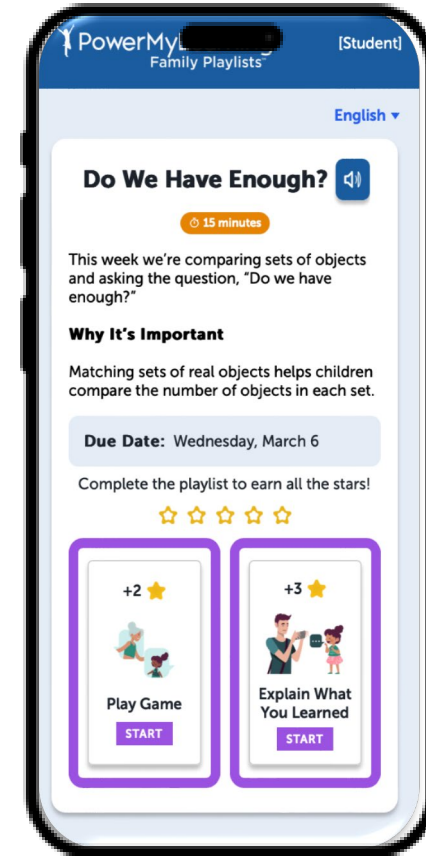 PowerMy
Family Playlists
[Student]
English
Do We Have Enough?
15 minutes
This week we're comparing sets of objects
and asking the question, "Do we have
enough?"
Why It's Important
Matching sets of real objects helps children
compare the number of objects in each set.
Due Date: Wednesday, March 6
Complete the playlist to earn all the stars!
+2
Play Game
START
+3
Explain What
You Learned
START